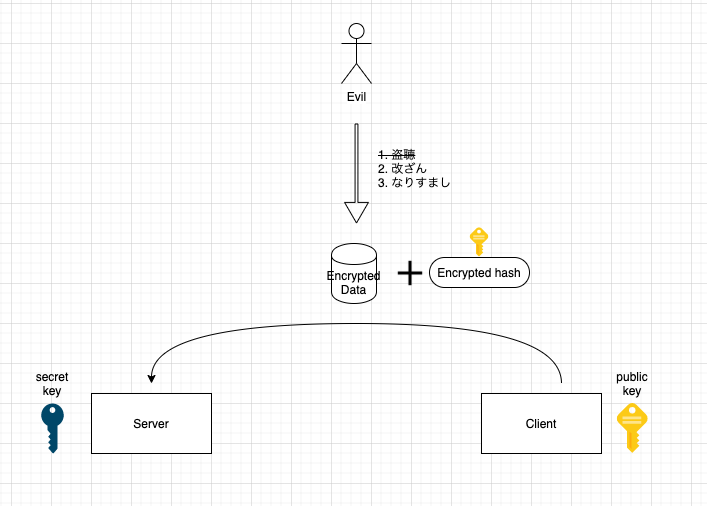 Evil
1. 盗聴
2. 改ざん
3. なりすまし
Encrypted
Data
Encrypted hash
secret
key
public
key
Server
Client